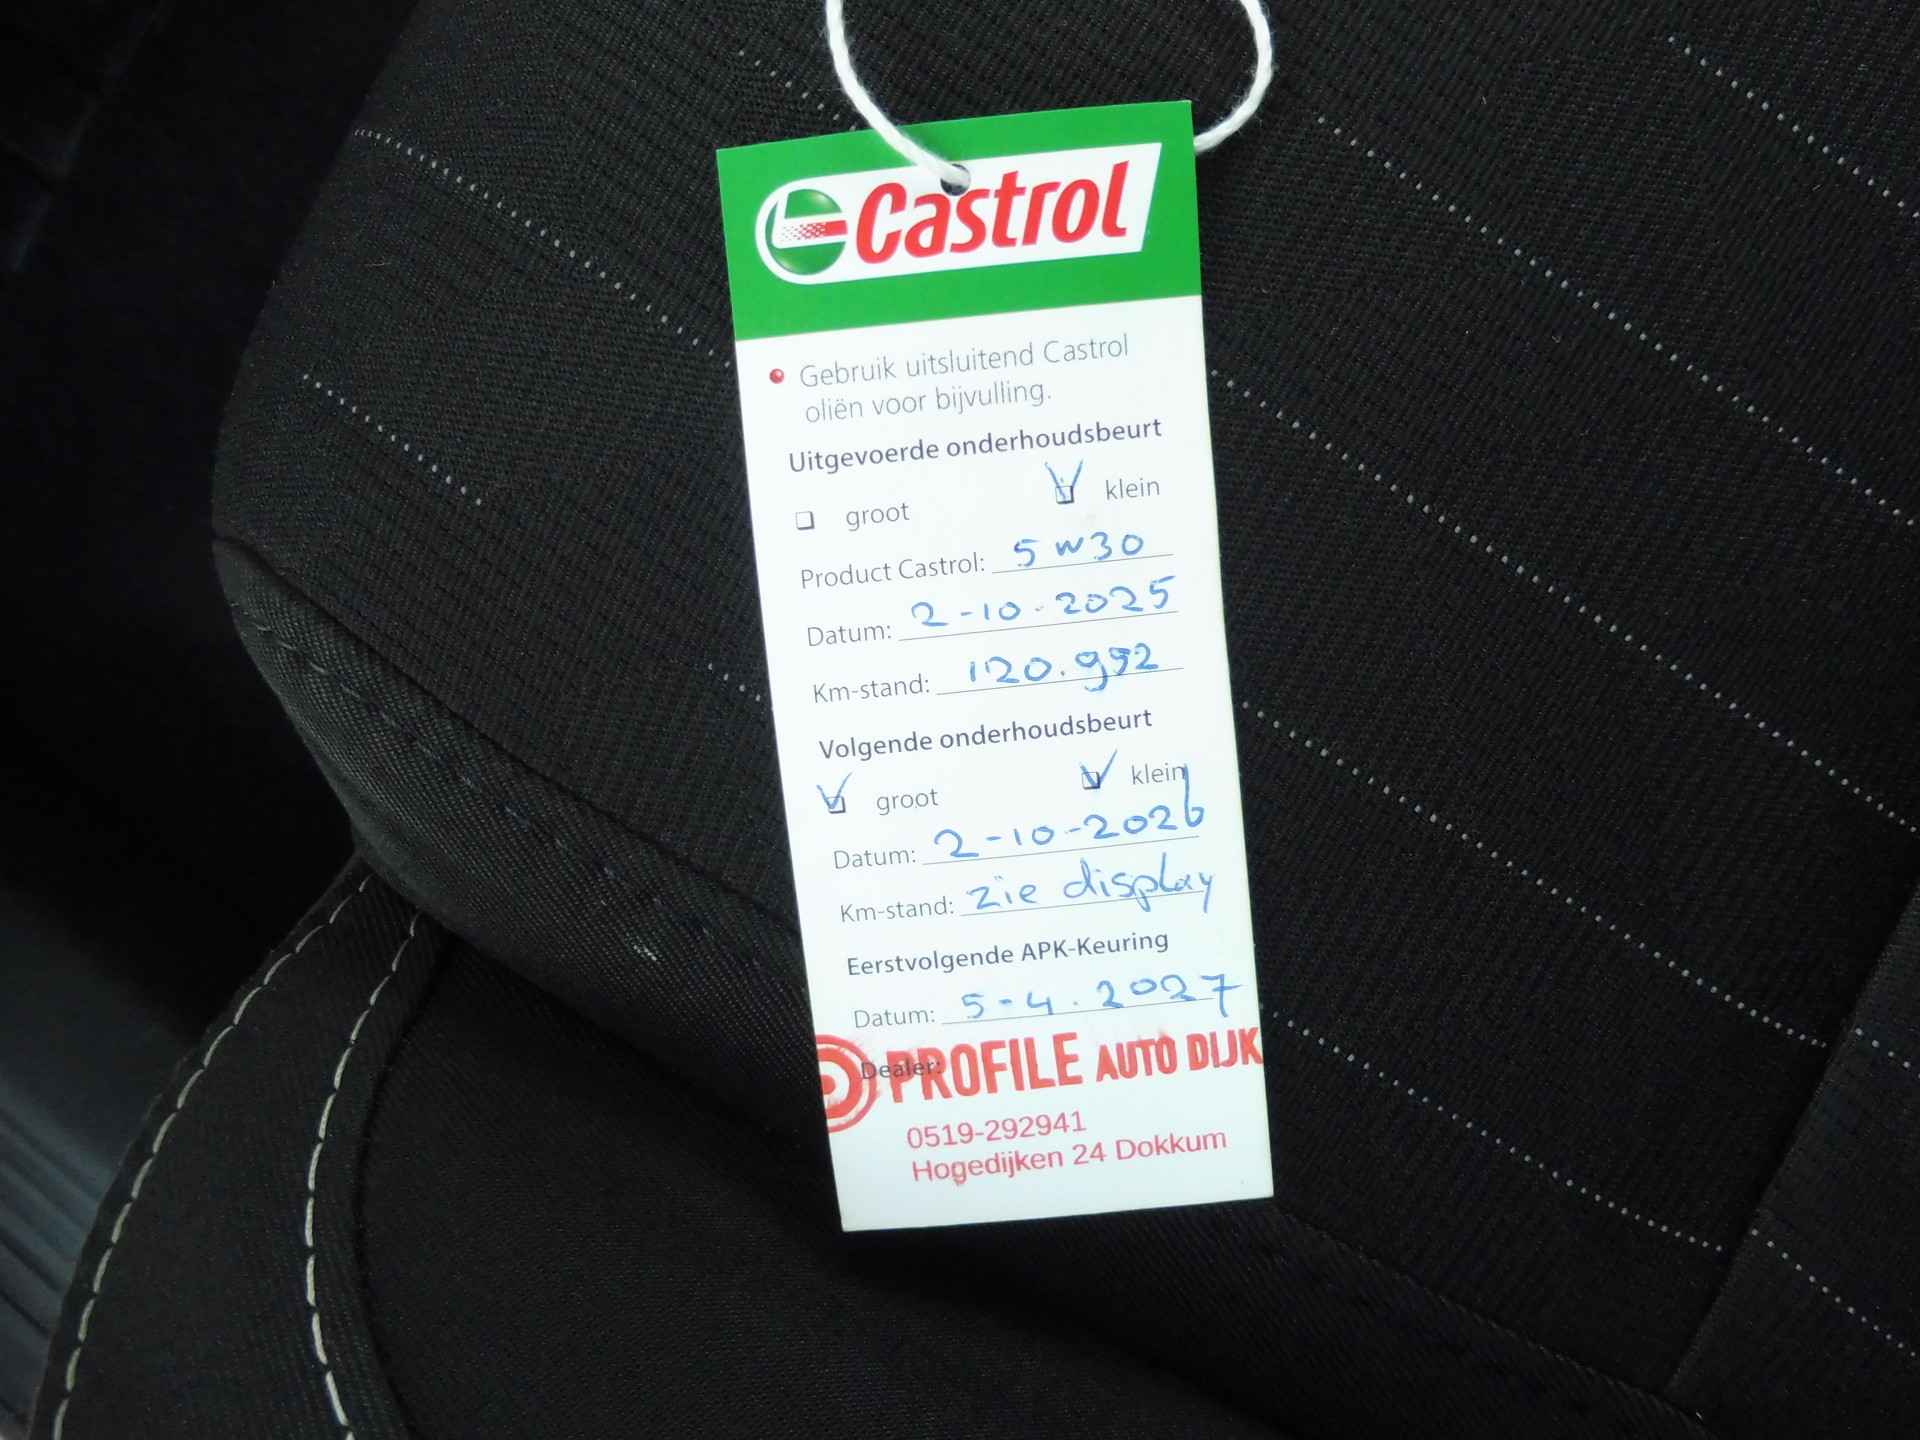 Castrol
Gebruik uitsluitend Castrol
oliën voor bijvulling.
Uitgevoerde onderhoudsbeurt
groot klein
Product Castrol: 5W30
Datum: 2-10-2025
Km-stand: 120.992
Volgende onderhoudsbeurt
groot klein
Datum: 2-10-2026
Km-stand: zie display
Eerstvolgende APK-Keuring
Datum: 5-4.2027
Dealer: PROFILE AUTO DIJK
0519-292941
Hogedijken 24 Dokkum